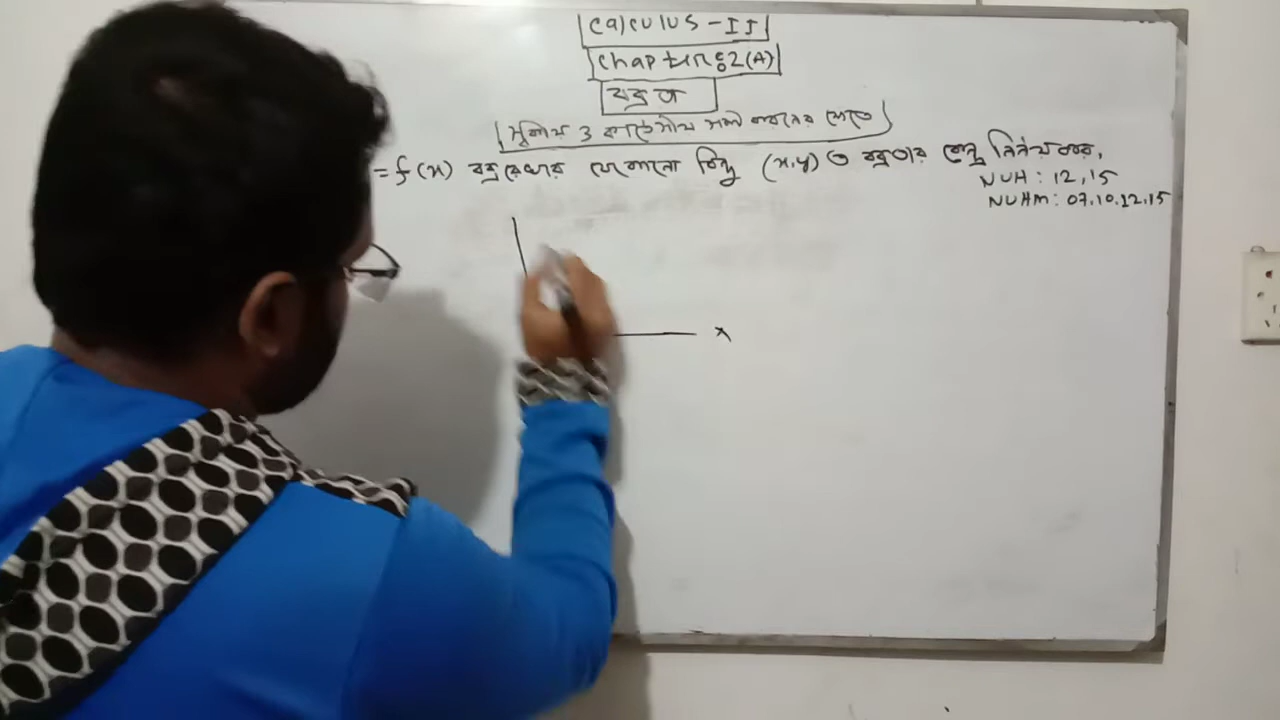 Calculus-II
Chapter:2(A)
বক্রতা
মূলীয় ও কার্তেসীয় সমীকরণের ক্ষেত্রে
= f(x) বক্ররেখার যেকোনো বিন্দু (x,y) এ বক্রতার কেন্দ্র নির্ণয় কর,
NUH: 12,15
NUHM: 07.10.12.15
x